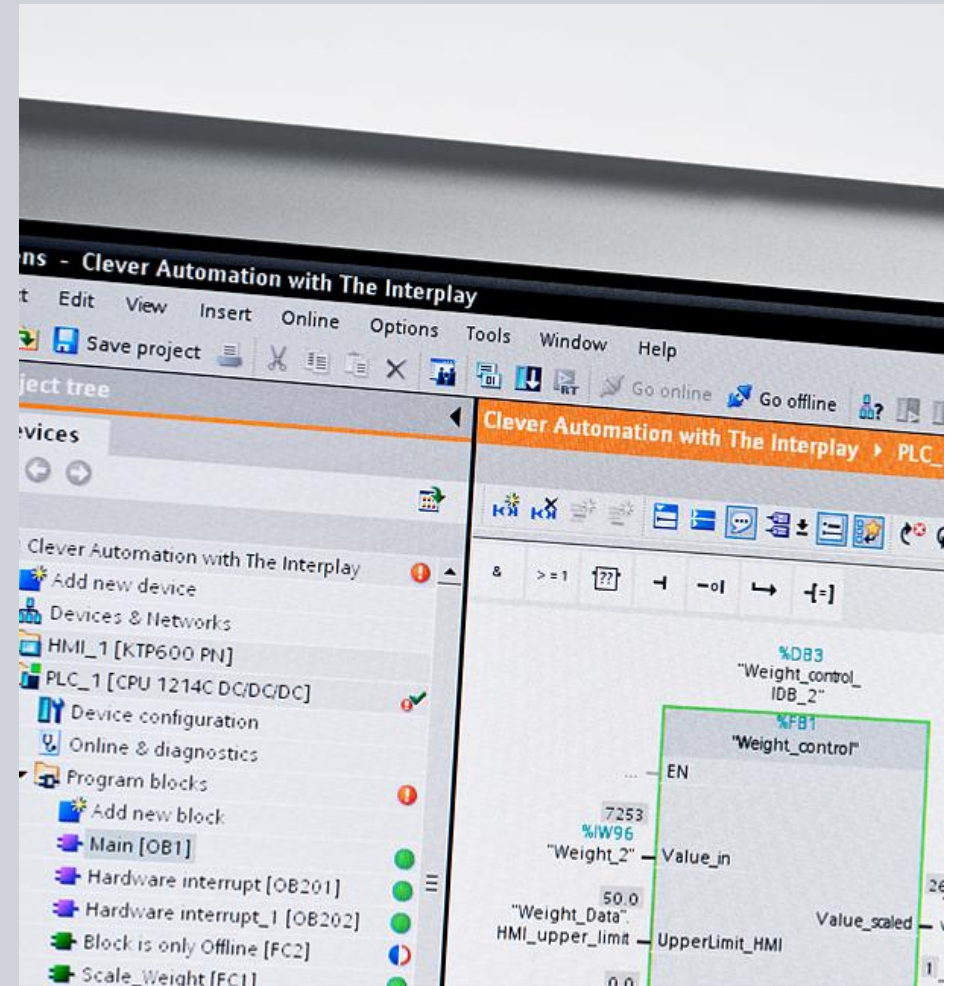 ens - Clever Automation with The Interplay
t Edit View Insert Online Options Tools Window Help
Save project RT Go online Go offline
ject tree
Clever Automation with The Interplay PLC_
evices
Clever Automation with The Interplay
& >=1 ?? -o| -[=]
Add new device
Devices & Networks
HMI_1 [KTP600 PN]
PLC_1 [CPU 1214C DC/DC/DC]
Device configuration
Online & diagnostics
Program blocks
Add new block
Main [OB1]
Hardware interrupt [OB201]
Hardware interrupt_1 [OB202]
Block is only Offline [FC2]
Scale_Weight [FC1]
%DB3
"Weight_control_
IDB_2"
%FB1
"Weight_control"
... EN
7253
%IW96
"Weight_2" Value_in
50.0
"Weight_Data".
HMI_upper_limit UpperLimit_HMI
Value_scaled
26
1
0.0